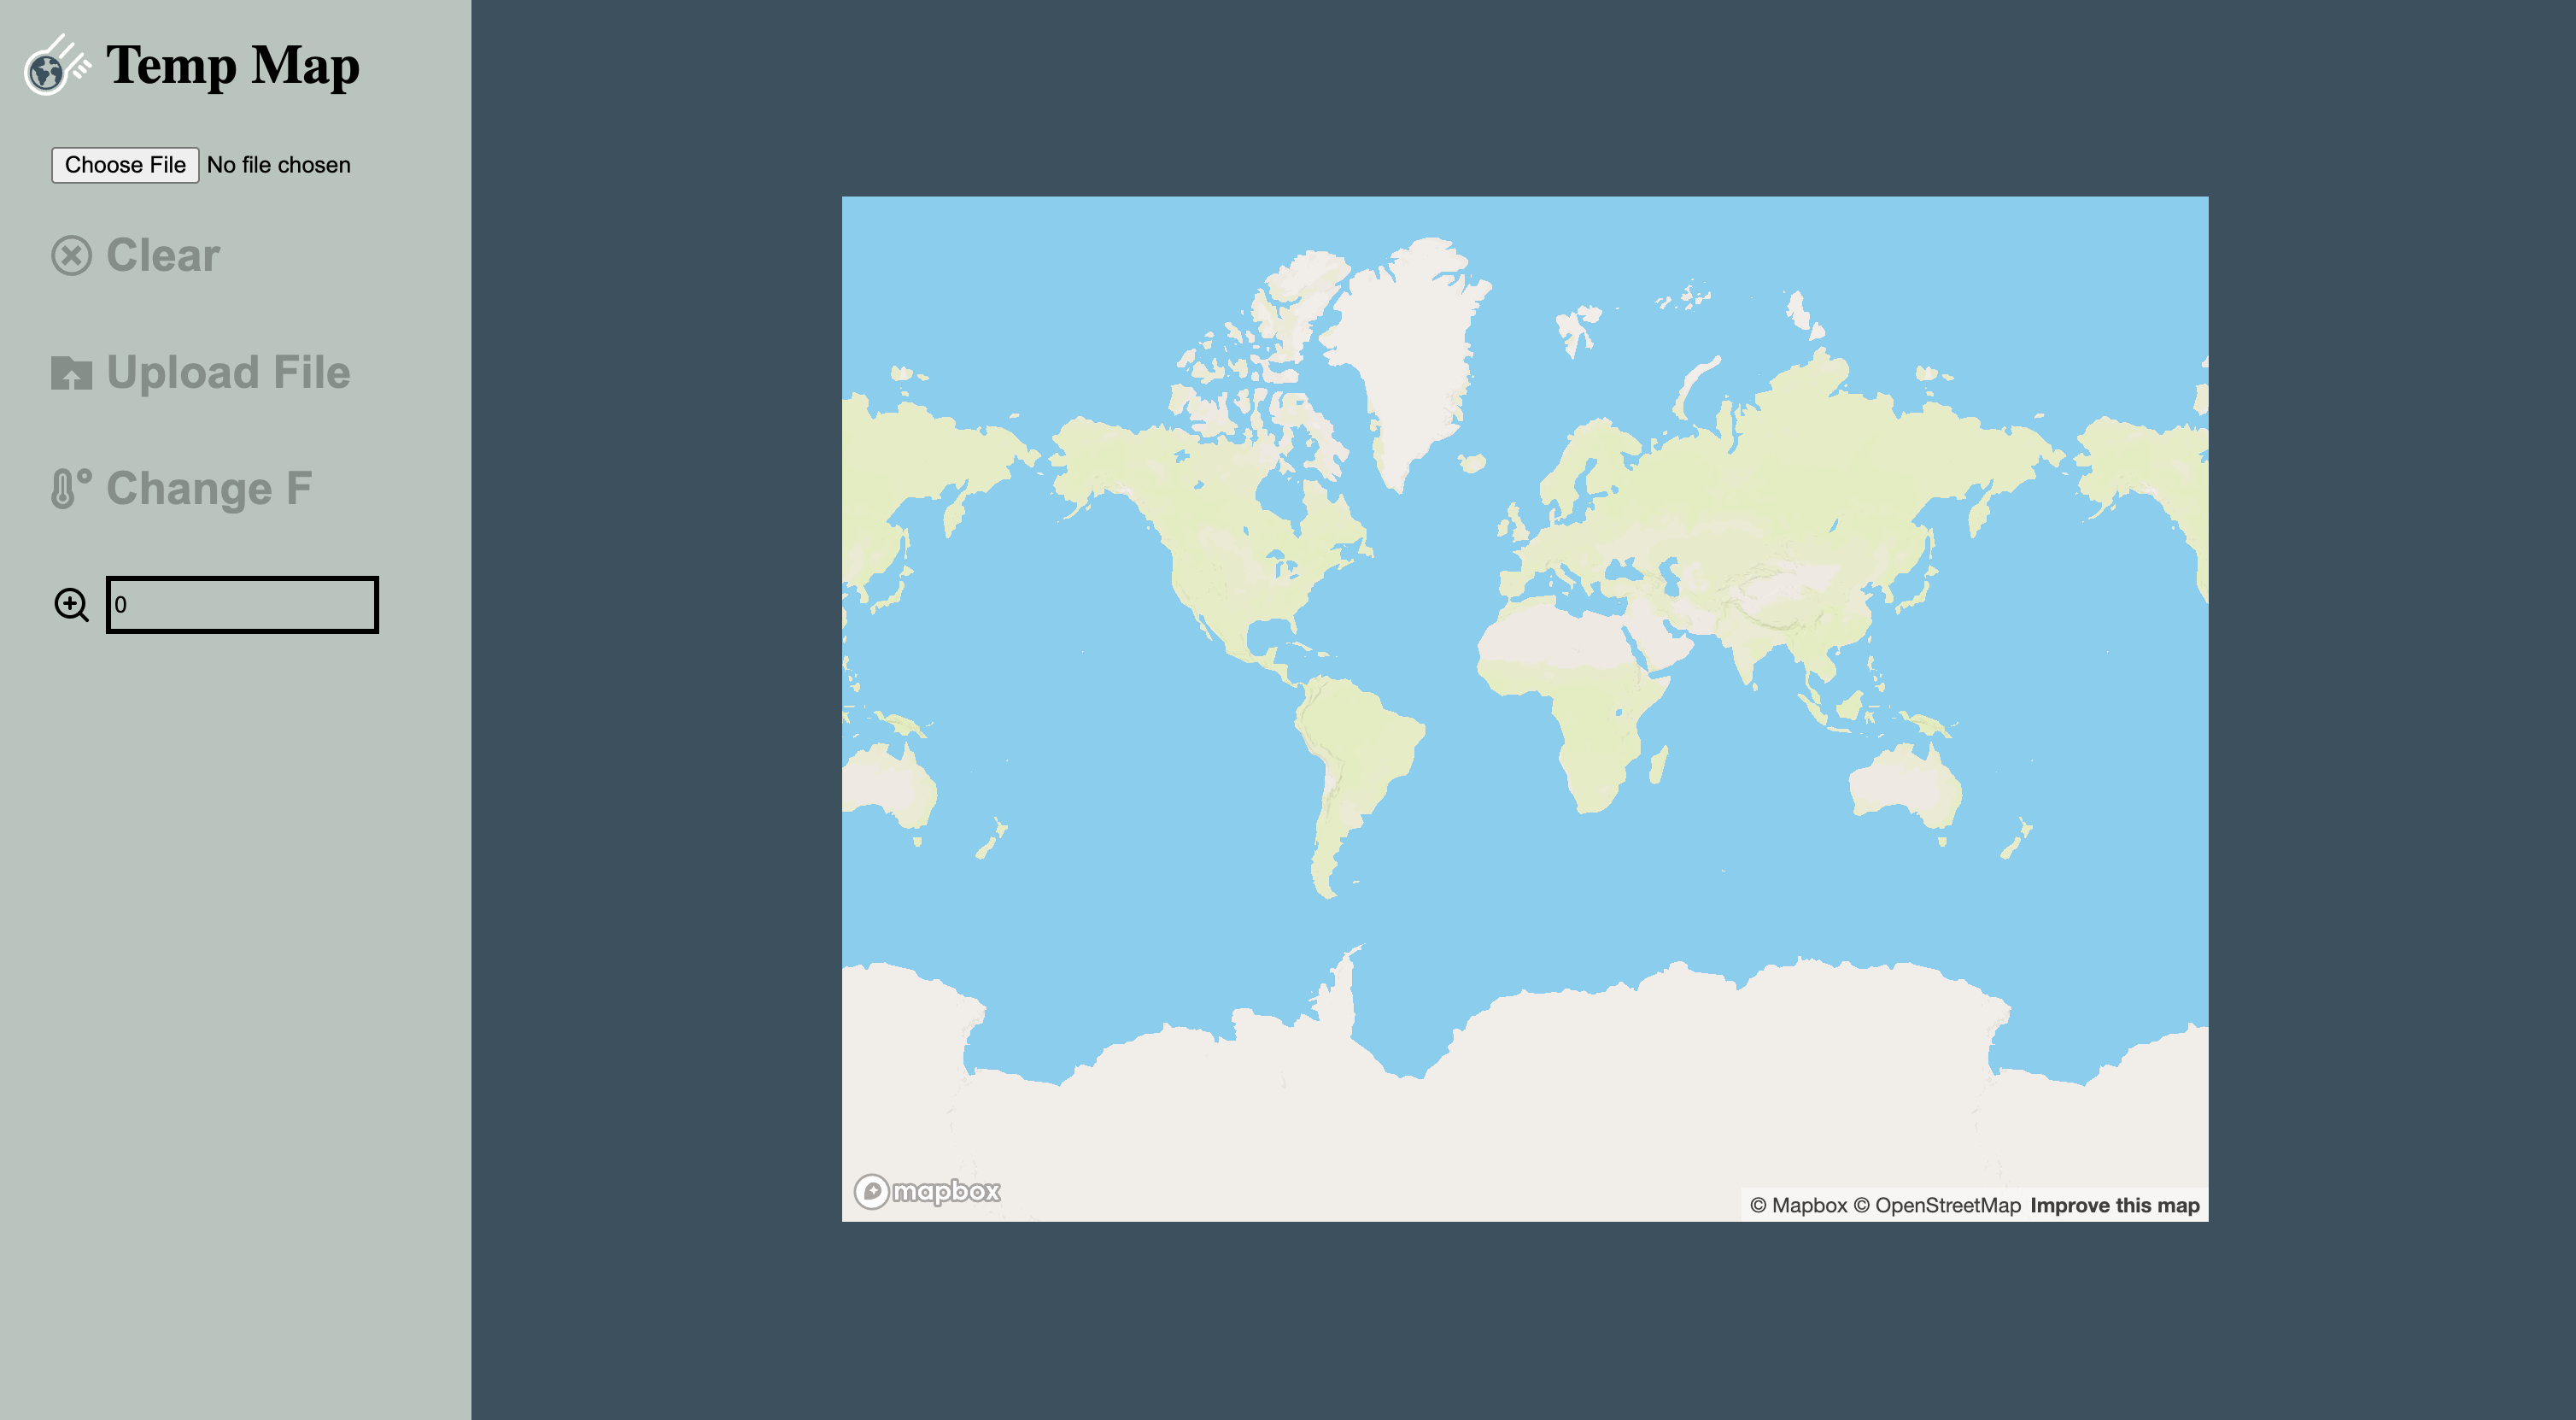 Temp Map
Choose File No file chosen
Clear
Upload File
Change F
0
mapbox
© Mapbox © OpenStreetMap Improve this map